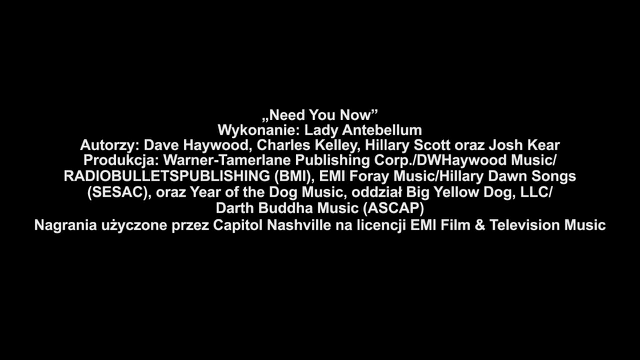 „Need You Now”
Wykonanie: Lady Antebellum
Autorzy: Dave Haywood, Charles Kelley, Hillary Scott oraz Josh Kear
Produkcja: Warner-Tamerlane Publishing Corp./DWHaywood Music/
RADIOBULLETSPUBLISHING (BMI), EMI Foray Music/Hillary Dawn Songs
(SESAC), oraz Year of the Dog Music, oddział Big Yellow Dog, LLC/
Darth Buddha Music (ASCAP)
Nagrania użyczone przez Capitol Nashville na licencji EMI Film & Television Music